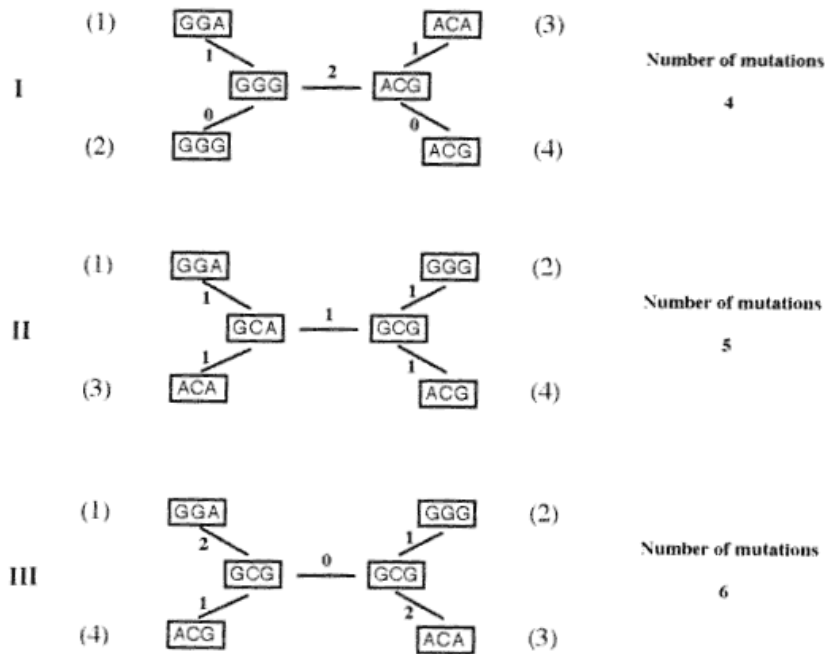 (1) GGA ACA (3)
1 1
Number of mutations
I GGG 2 ACG
4
0 0
(2) GGG ACG (4)
(1) GGA GGG (2)
1 1
Number of mutations
II GCA 1 GCG
5
1 1
(3) ACA ACG (4)
(1) GGA GGG (2)
2 1
Number of mutations
III GCG 0 GCG
6
1 2
(4) ACG ACA (3)